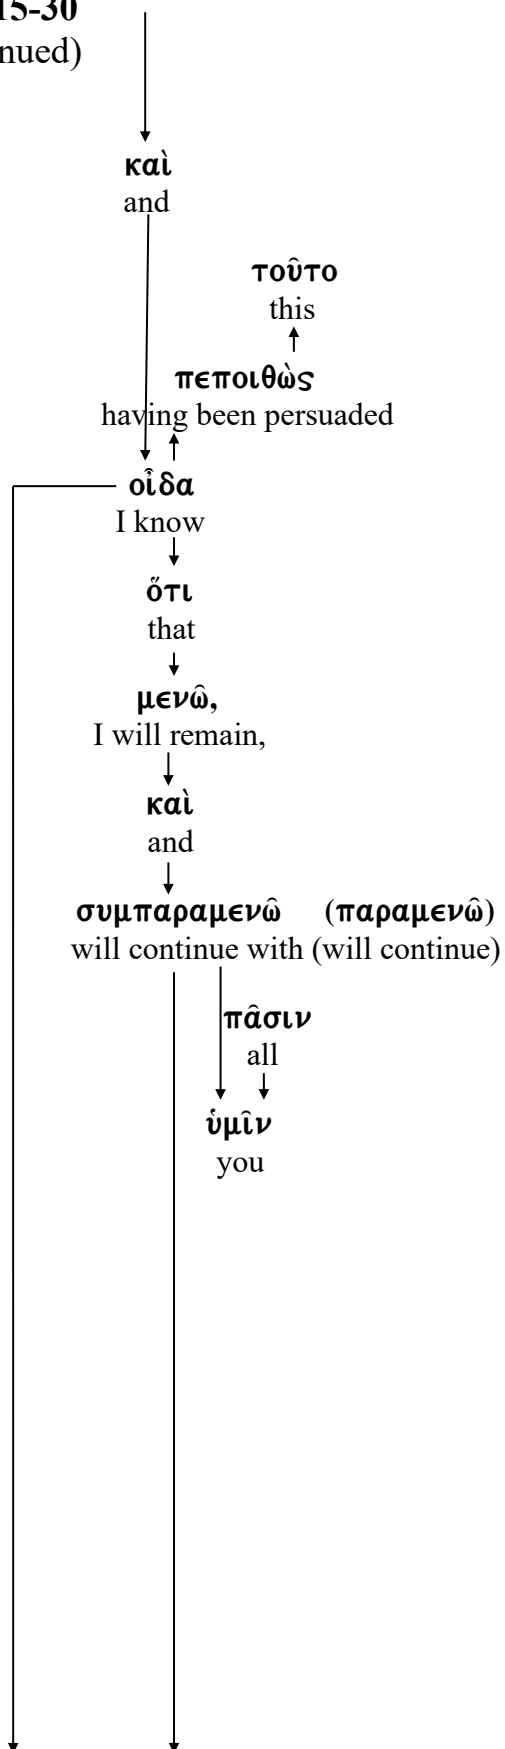 15-30
nued)
καὶ
and
τοῦτο
this
πεποιθὼς
having been persuaded
οἶδα
I know
ὅτι
that
μενῶ,
I will remain,
καὶ
and
συμπαραμενῶ (παραμενῶ)
will continue with (will continue)
πᾶσιν
all
ὑμῖν
you